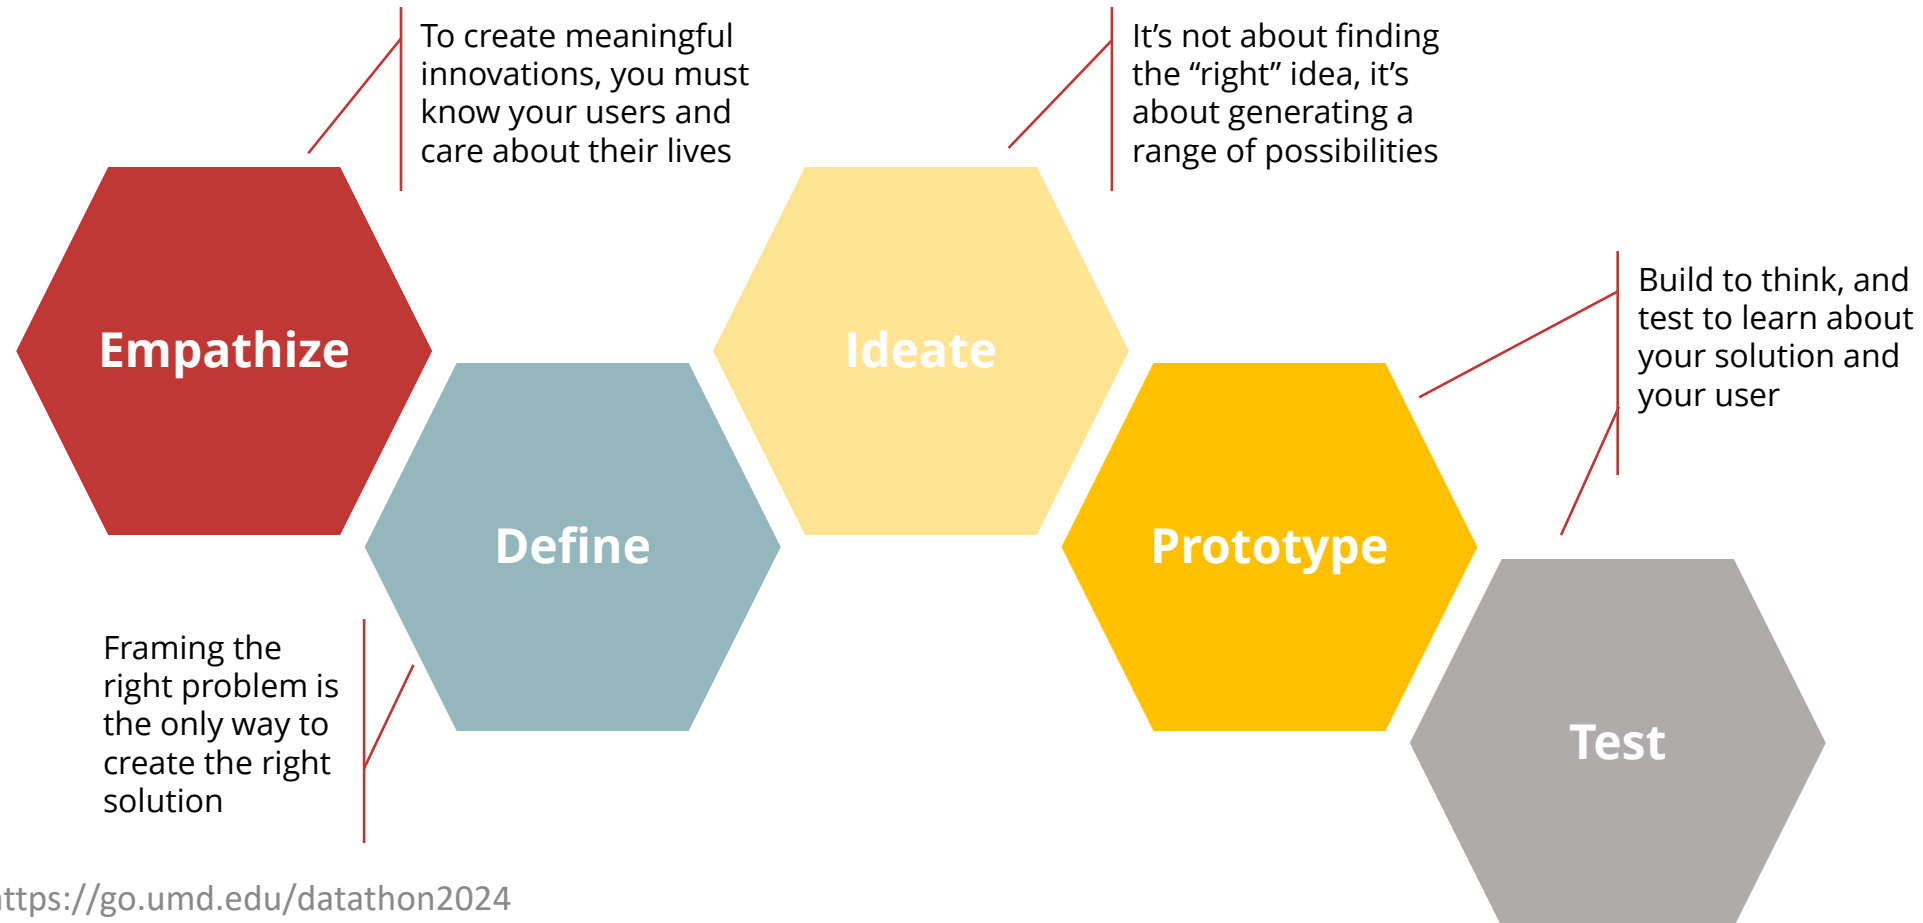 To create meaningful
innovations, you must
know your users and
care about their lives
It's not about finding
the “right” idea, it's
about generating a
range of possibilities
Build to think, and
test to learn about
your solution and
your user
Empathize
Ideate
Define
Prototype
Framing the
right problem is
the only way to
create the right
solution
Test
ttps://go.umd.edu/datathon2024